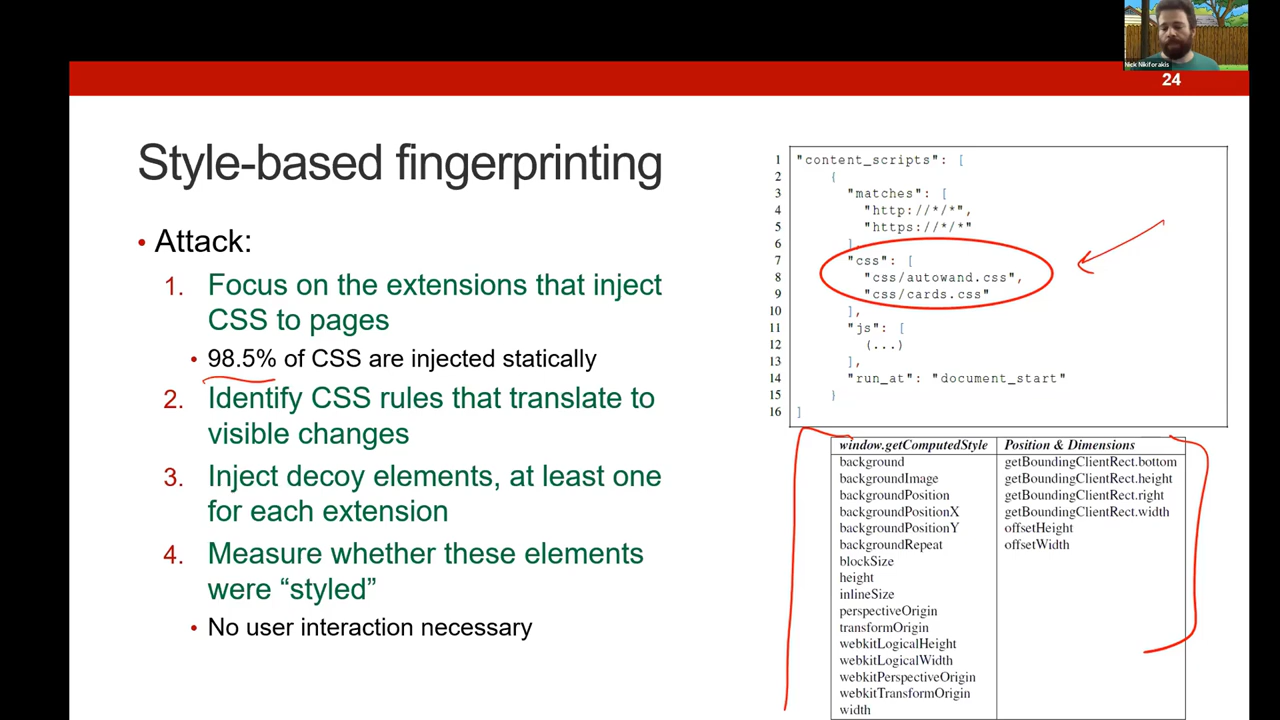 Nick Nikiforakis
24
Style-based fingerprinting
• Attack:
1. Focus on the extensions that inject
CSS to pages
• 98.5% of CSS are injected statically
2. Identify CSS rules that translate to
visible changes
3. Inject decoy elements, at least one
for each extension
4. Measure whether these elements
were “styled”
• No user interaction necessary
1 "content_scripts": [
2 {
3 "matches": [
4 "http://*/*",
5 "https://*/*"
6 ],
7 "css": [
8 "css/autowand.css",
9 "css/cards.css"
10 ],
11 "js": [
12 (...)
13 ],
14 "run_at": "document_start"
15 }
16 ]
window.getComputedStyle Position & Dimensions
background getBoundingClientRect.bottom
backgroundImage getBoundingClientRect.height
backgroundPosition getBoundingClientRect.right
backgroundPositionX getBoundingClientRect.width
backgroundPositionY offsetHeight
backgroundRepeat offsetWidth
blockSize
height
inlineSize
perspectiveOrigin
transformOrigin
webkitLogicalHeight
webkitLogicalWidth
webkitPerspectiveOrigin
webkitTransformOrigin
width